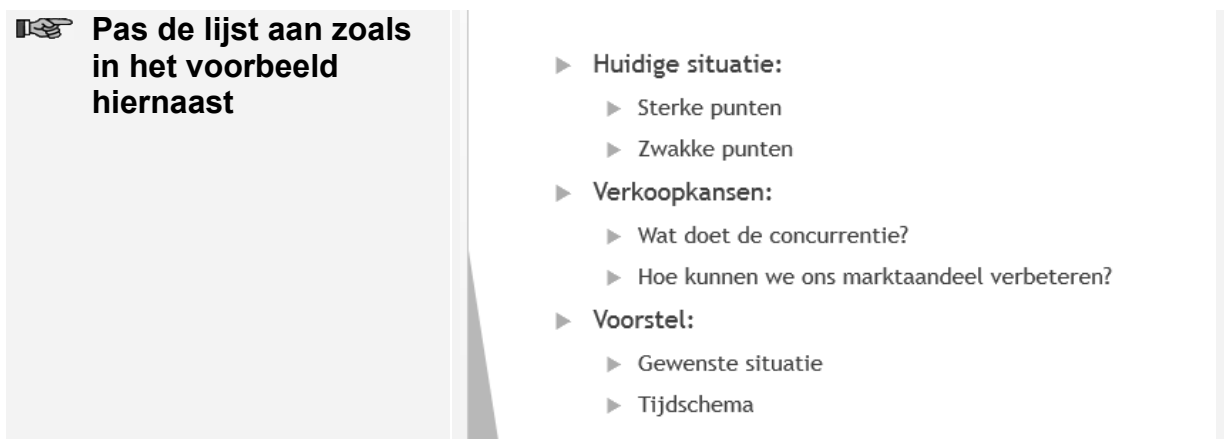 Pas de lijst aan zoals
in het voorbeeld
hiernaast
Huidige situatie:
Sterke punten
Zwakke punten
Verkoopkansen:
Wat doet de concurrentie?
Hoe kunnen we ons marktaandeel verbeteren?
Voorstel:
Gewenste situatie
Tijdschema